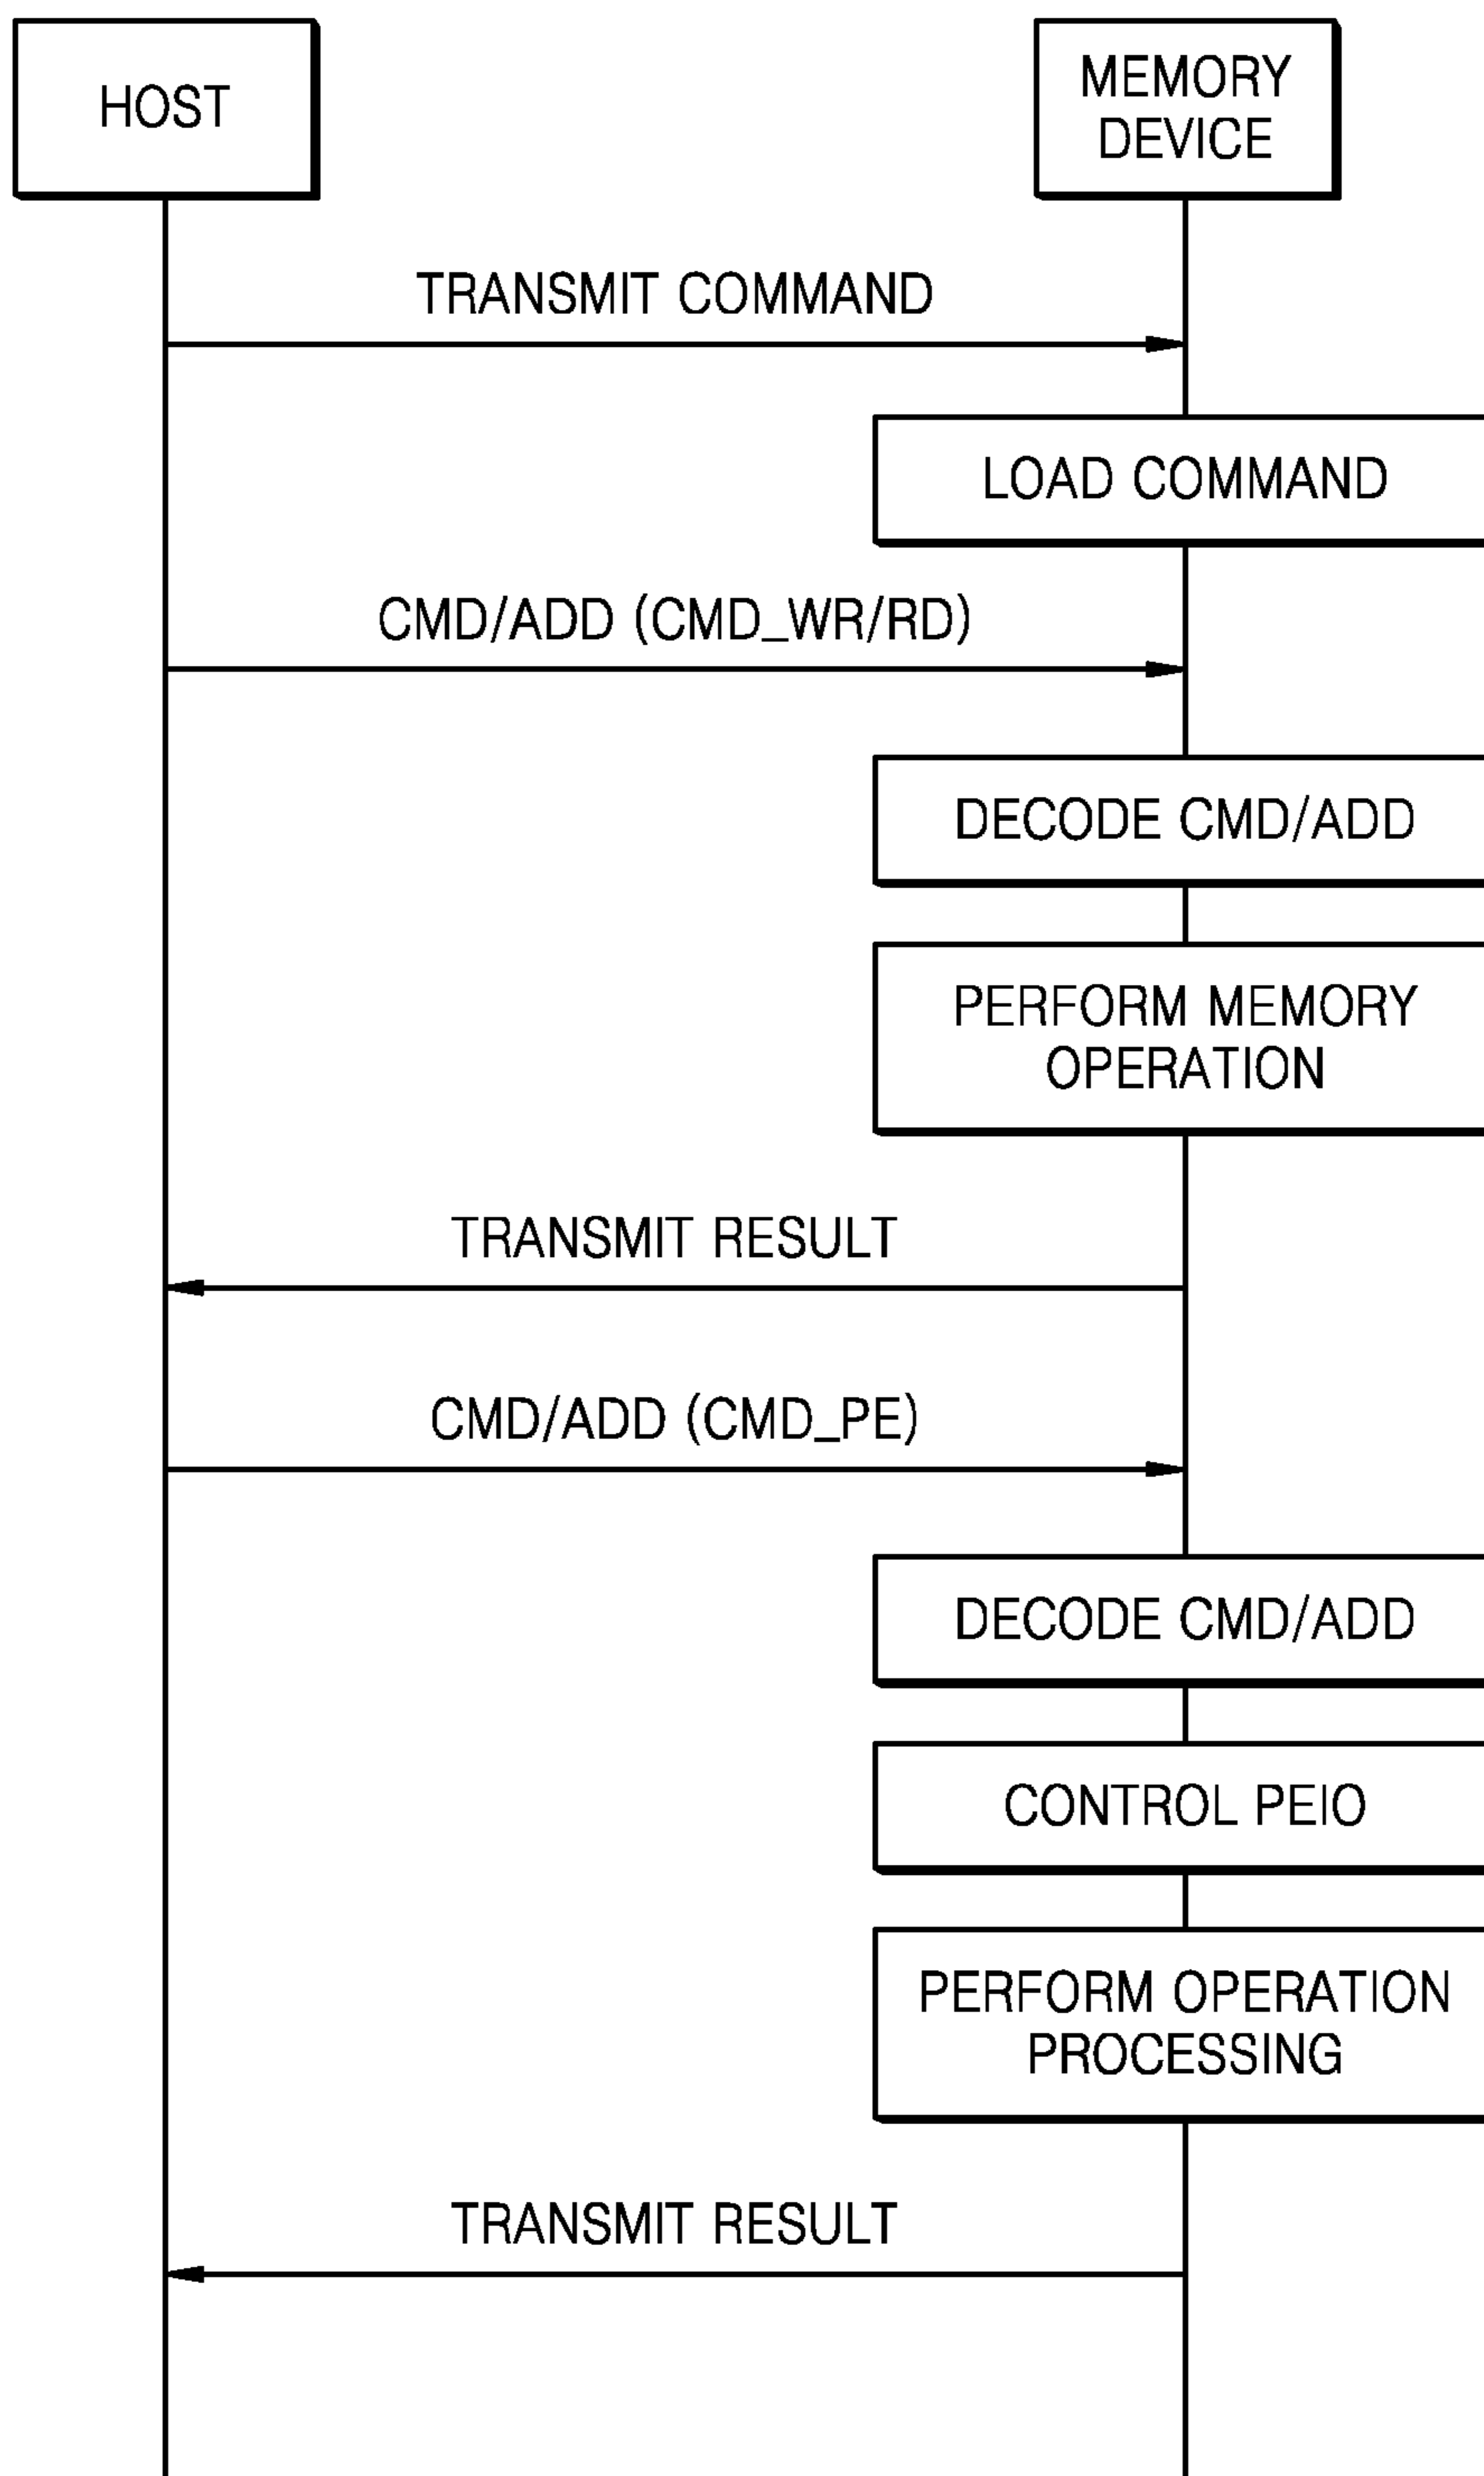 HOST
MEMORY
DEVICE
TRANSMIT COMMAND
LOAD COMMAND
CMD/ADD (CMD_WR/RD)
DECODE CMD/ADD
PERFORM MEMORY
OPERATION
TRANSMIT RESULT
CMD/ADD (CMD_PE)
DECODE CMD/ADD
CONTROL PEIO
PERFORM OPERATION
PROCESSING
TRANSMIT RESULT